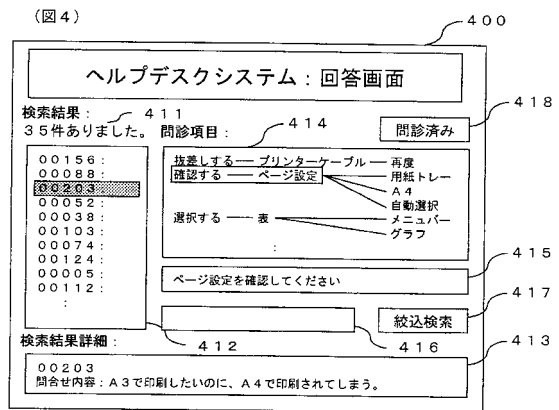 （図４）
４００
ヘルプデスクシステム：回答画面
検索結果：
４１１
４１８
３５件ありました。
問診項目：
４１４
問診済み
００１５６：
０００８８：
００２０３：
０００５２：
０００３８：
００１０３：
０００７４：
００１２４：
００００５：
００１１２：
：
抜差しする プリンターケーブル 再度
確認する ページ設定 用紙トレー
Ａ４
自動選択
選択する 表 メニュバー
グラフ
：
４１５
ページ設定を確認してください
４１７
絞込検索
検索結果詳細：
４１２
４１６
４１３
００２０３
問合せ内容：Ａ３で印刷したいのに、Ａ４で印刷されてしまう。